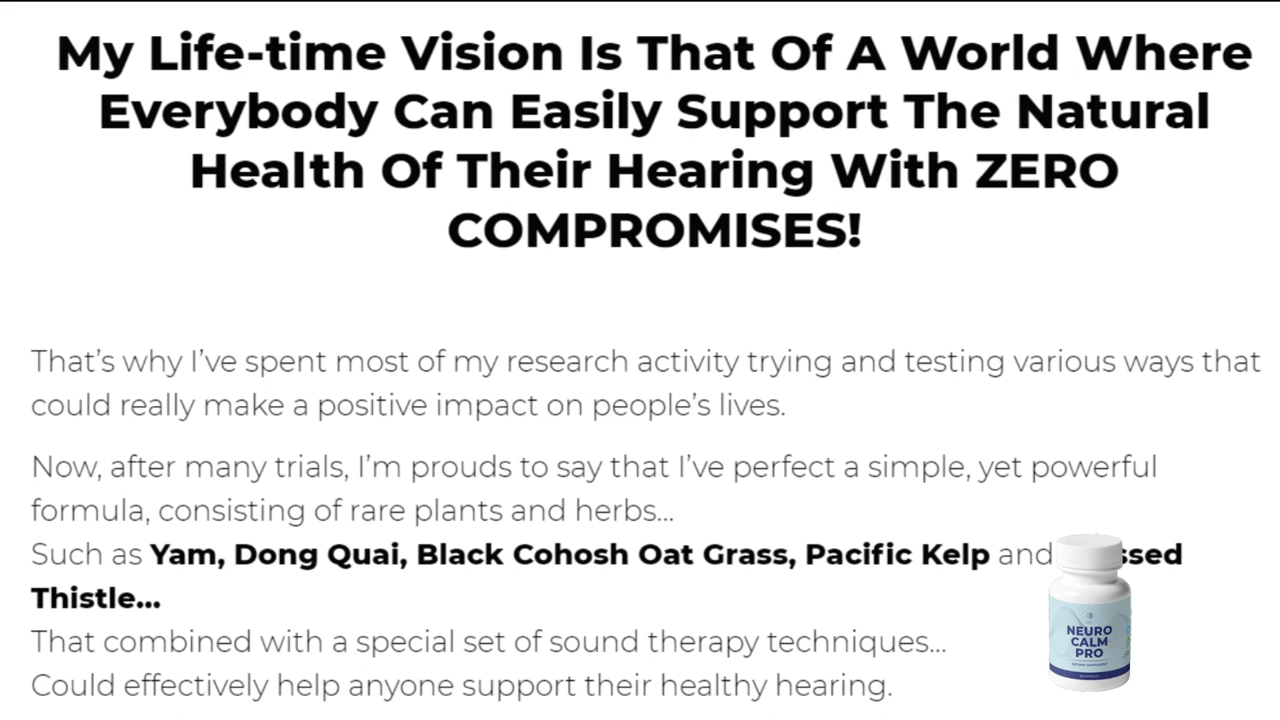 My Life-time Vision Is That Of A World Where
Everybody Can Easily Support The Natural
Health Of Their Hearing With ZERO
COMPROMISES!
That's why I've spent most of my research activity trying and testing various ways that
could really make a positive impact on people's lives.
Now, after many trials, I'm prouds to say that I've perfect a simple, yet powerful
formula, consisting of rare plants and herbs...
Such as Yam, Dong Quai, Black Cohosh Oat Grass, Pacific Kelp and
Thistle...
That combined with a special set of sound therapy techniques...
Could effectively help anyone support their healthy hearing.
NEURO
CALM
PRO
DIETARY SUPPLEMENT